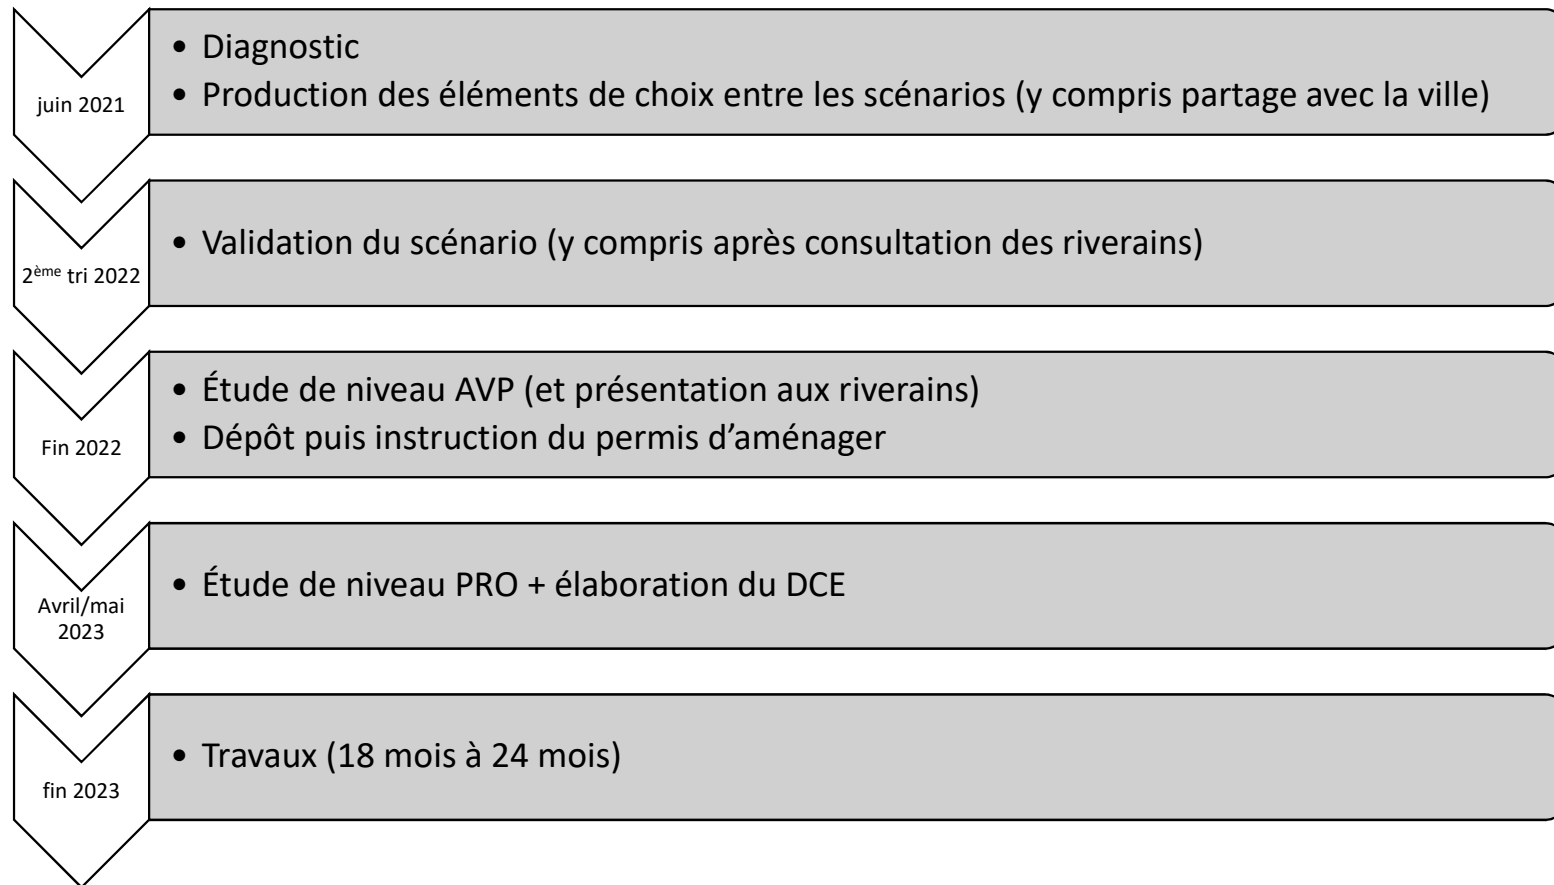 juin 2021
• Diagnostic
• Production des éléments de choix entre les scénarios (y compris partage avec la ville)
2ème tri 2022
• Validation du scénario (y compris après consultation des riverains)
Fin 2022
• Étude de niveau AVP (et présentation aux riverains)
• Dépôt puis instruction du permis d’aménager
Avril/mai
2023
• Étude de niveau PRO + élaboration du DCE
fin 2023
• Travaux (18 mois à 24 mois)